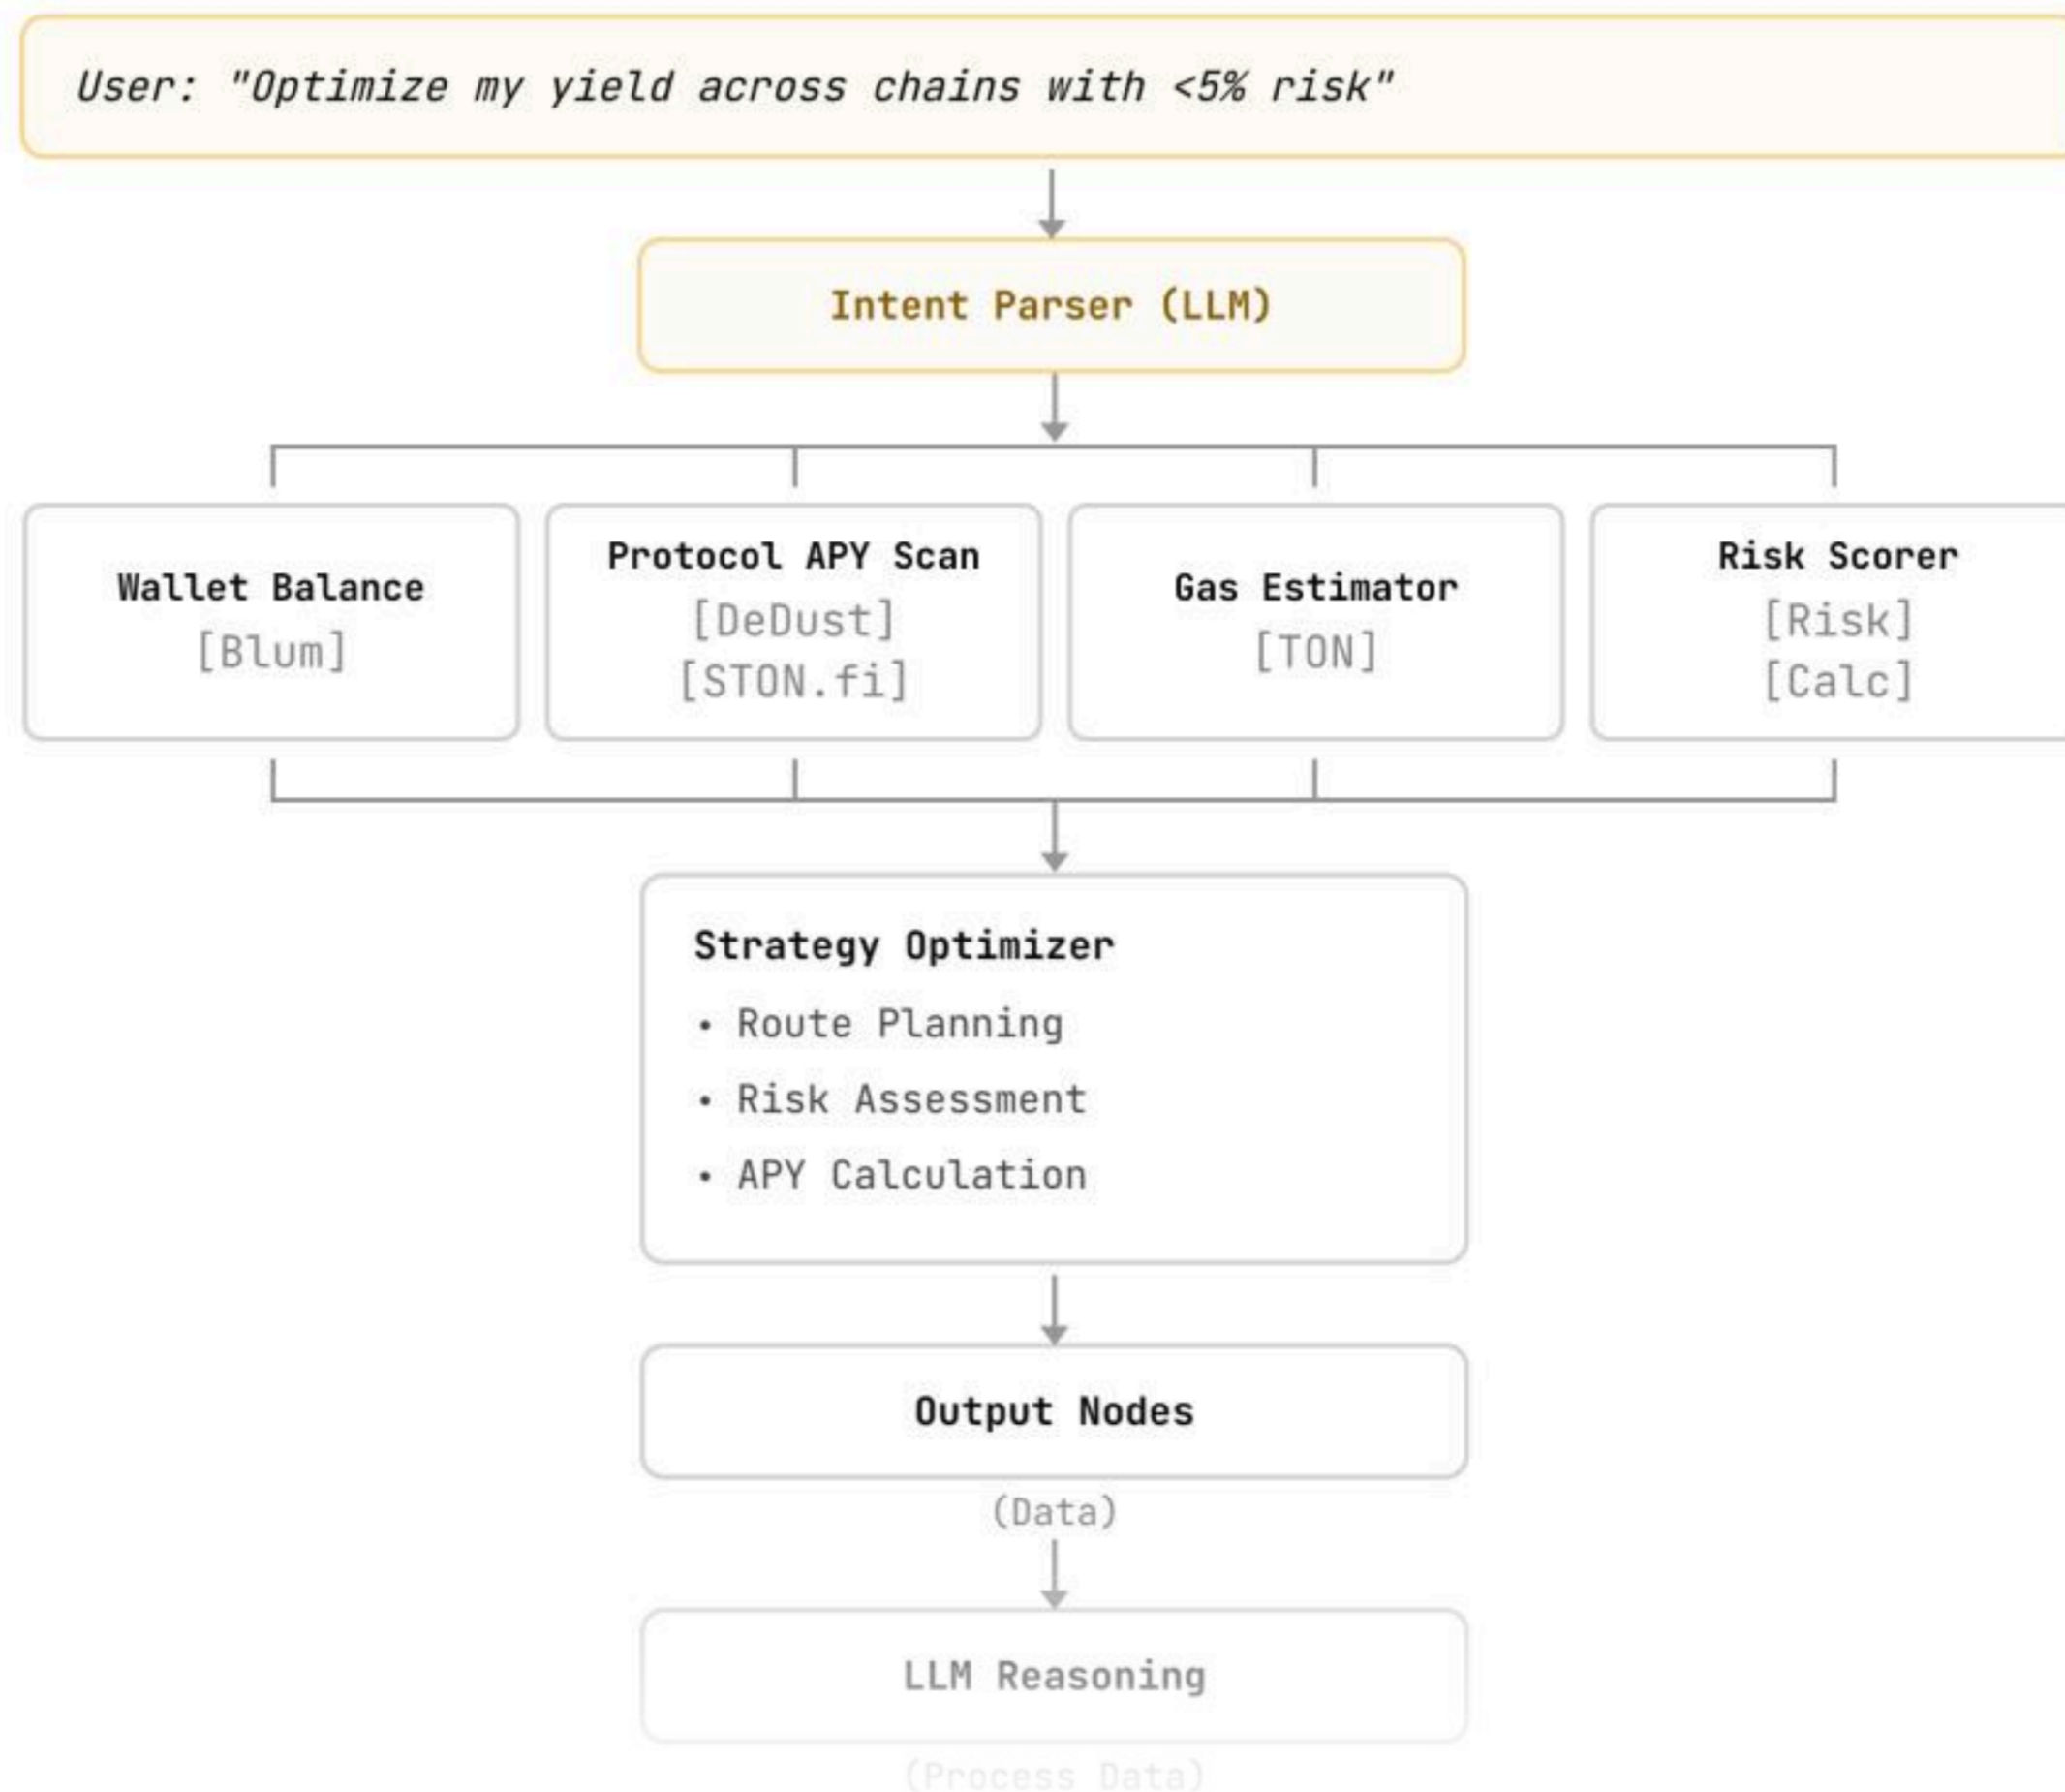 User: "Optimize my yield across chains with <5% risk"
Intent Parser (LLM)
Wallet Balance
[Blum]
Protocol APY Scan
[DeDust]
[STON.fi]
Gas Estimator
[TON]
Risk Scorer
[Risk]
[Calc]
Strategy Optimizer
• Route Planning
• Risk Assessment
• APY Calculation
Output Nodes
(Data)
LLM Reasoning
(Process Data)